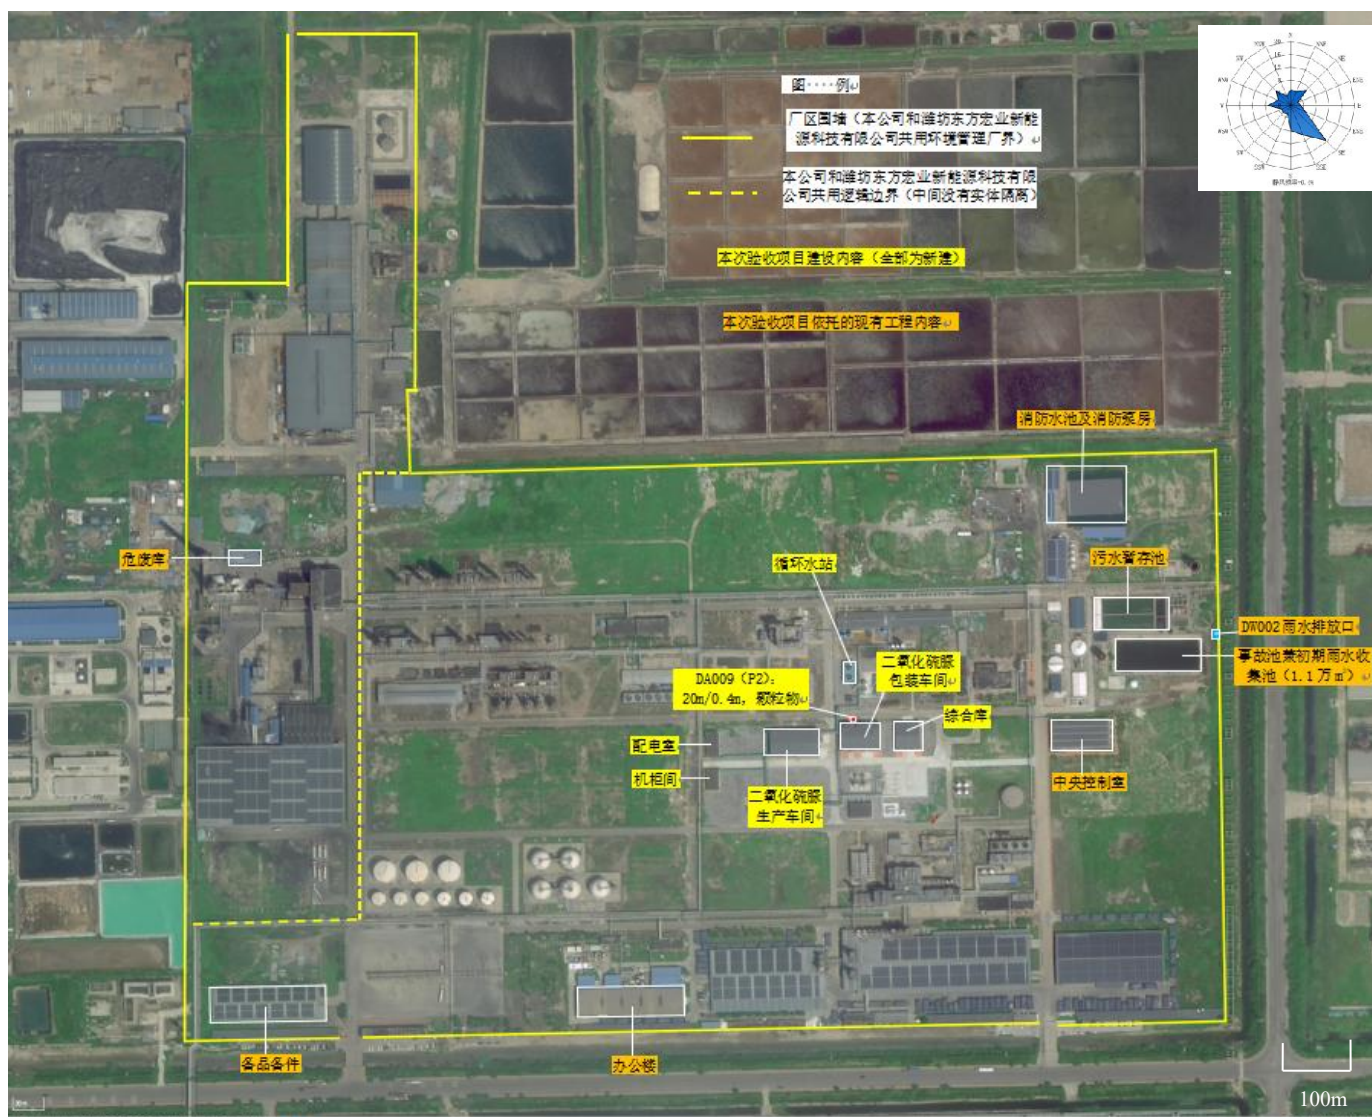 图····例
厂区围墙（本公司和潍坊东方宏业新能
源科技有限公司共用环境管理厂界）
本公司和潍坊东方宏业新能源科技有限
公司共用逻辑边界（中间没有实体隔离）
本次验收项目建设内容（全部为新建）
本次验收项目依托的现有工程内容
消防水池及消防泵房
危废库
循环水站
污水暂存池
DW002雨水排放口
事故池兼初期雨水收
集池（1.1万m³）
二氧化硫脲
包装车间
DA009（P2）：
20m/0.4m，颗粒物
综合库
配电室
机柜间
二氧化硫脲
生产车间
中央控制室
备品备件
办公楼
100m